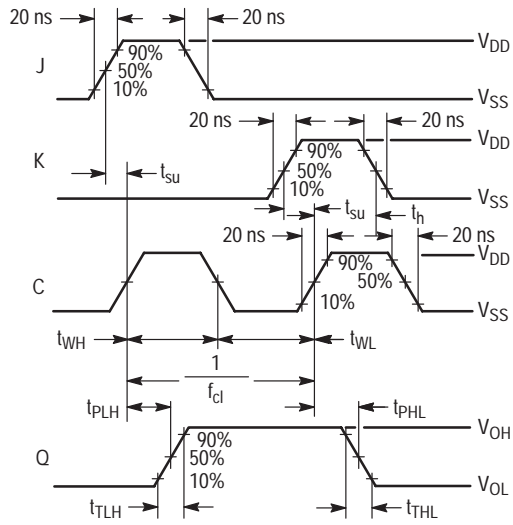 20 ns 20 ns
J
90%
50%
10%
V_DD
V_SS
20 ns 20 ns
K
90%
50%
10%
V_DD
V_SS
t_su
t_su
t_h
20 ns 20 ns
C
90%
50%
10%
V_DD
V_SS
t_WH
t_WL
1
f_cl
t_PLH
t_PHL
Q
90%
50%
10%
V_OH
V_OL
t_TLH
t_THL